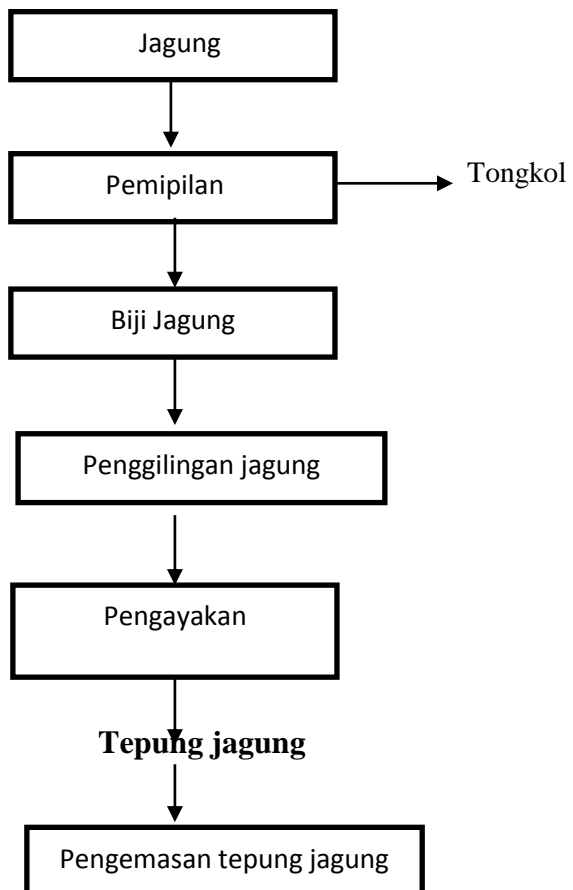 Jagung
Pemipilan
Tongkol
Biji Jagung
Penggilingan jagung
Pengayakan
Tepung jagung
Pengemasan tepung jagung